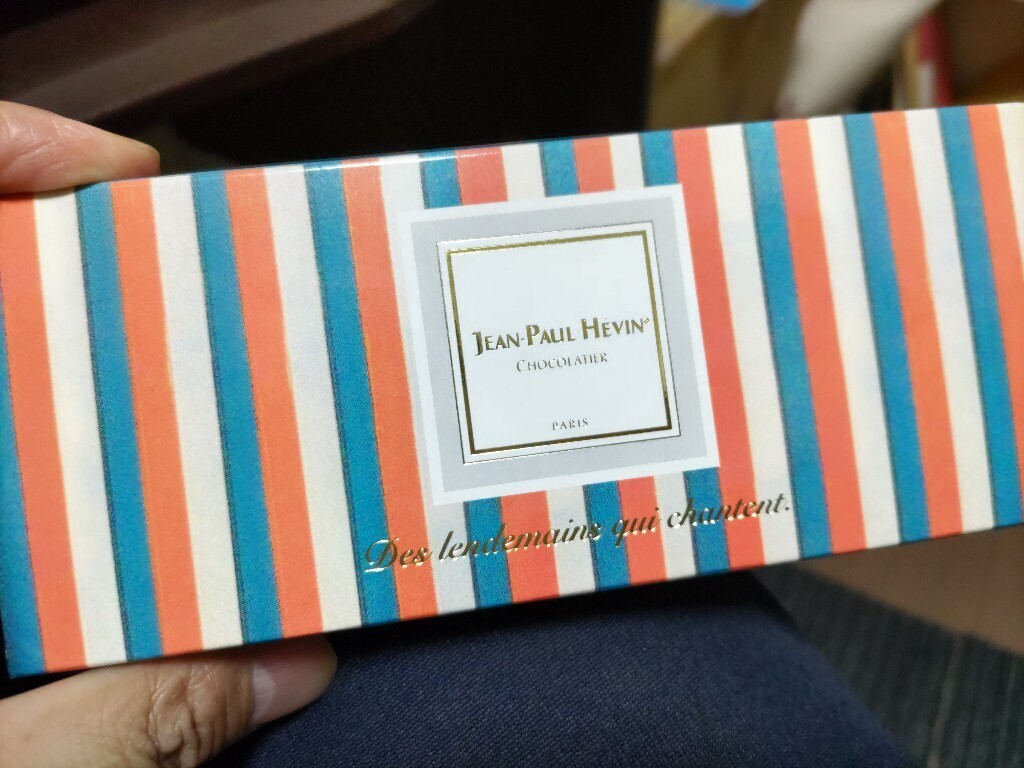 JEAN-PAUL HÉVIN®
CHOCOLATIER
PARIS
Des lendemains qui chantent.